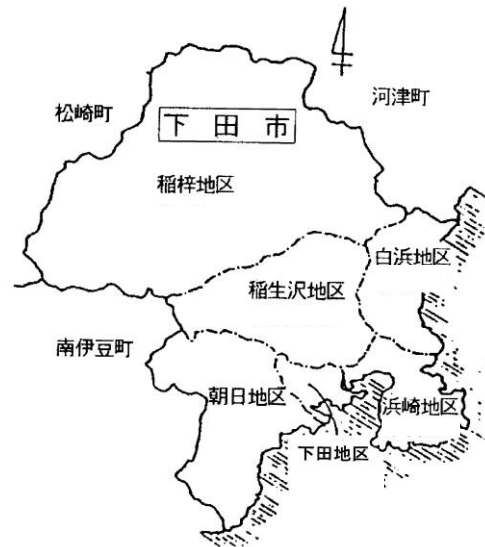 松崎町
河津町
下田市
稲梓地区
白浜地区
稲生沢地区
南伊豆町
朝日地区
浜崎地区
下田地区